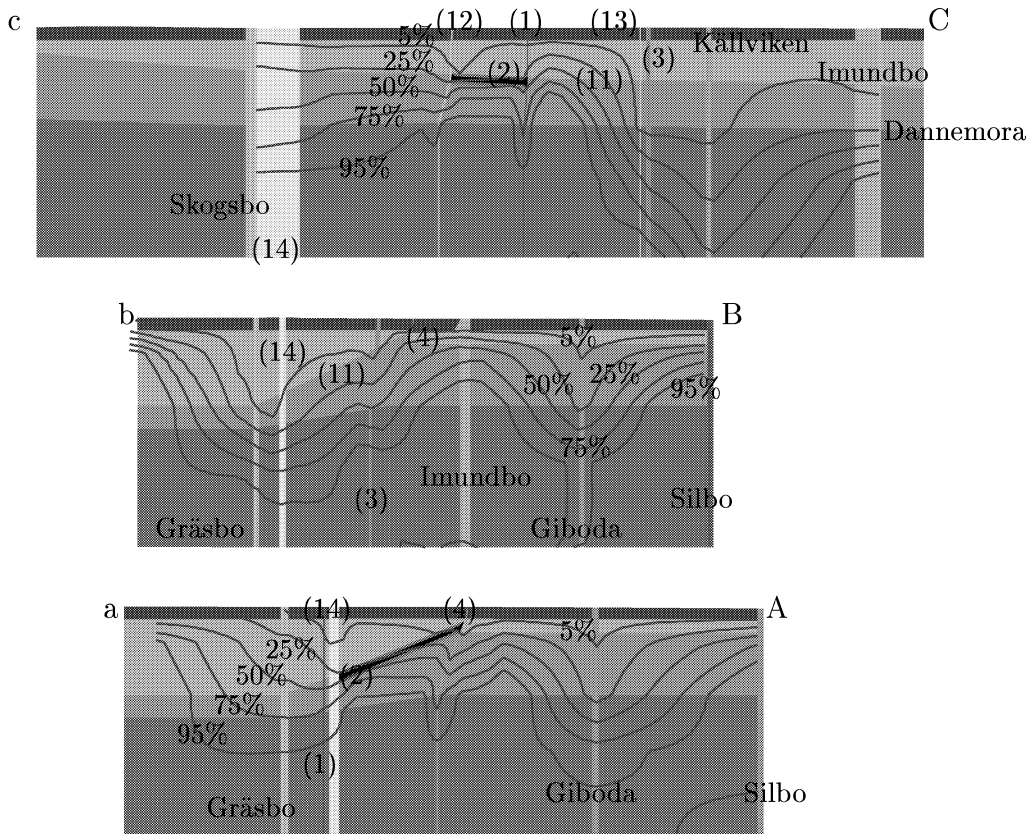 c (12) (1) (13) C
5%
Källviken
25% (2) (3)
(11) Imundbo
50%
75% Dannemora
95%
Skogsbo
(14)
b B
(14) (4) 5%
(11) 50% 25% 95%
75%
Imundbo
(3) Silbo
Gräsbo Giboda
a (14) (4) A
5%
25%
50% (2)
75%
95%
(1)
Gräsbo Giboda Silbo